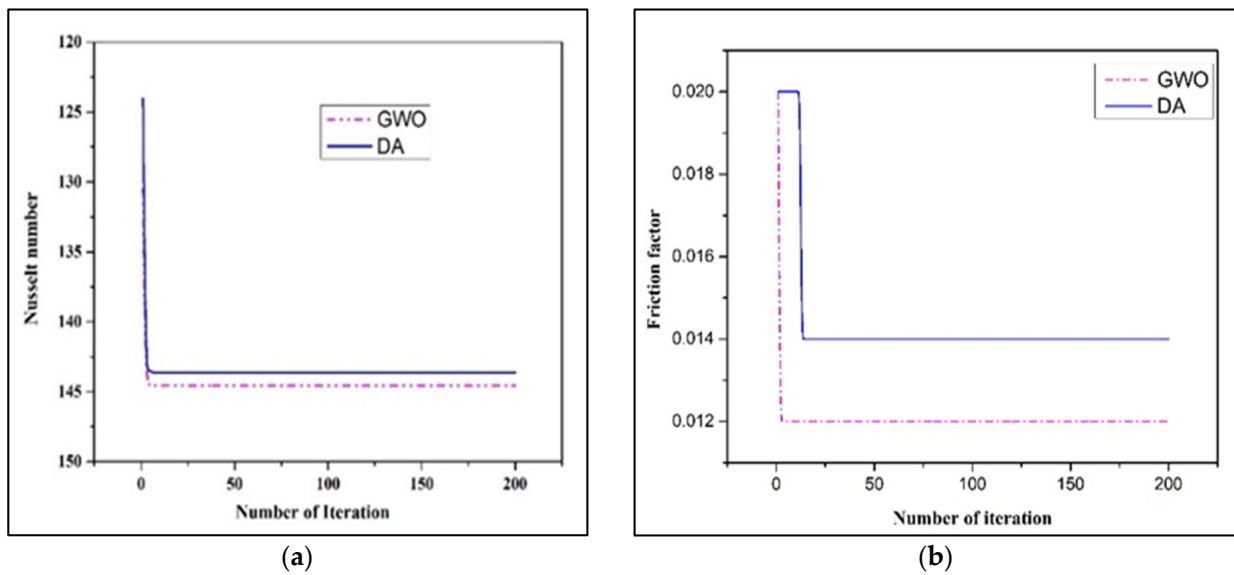 120
125
130
135
140
145
150
Nusselt number
GWO
DA
0
50
100
150
200
Number of Iteration
(a)
0.020
0.018
0.016
0.014
0.012
Friction factor
GWO
DA
0
50
100
150
200
Number of iteration
(b)